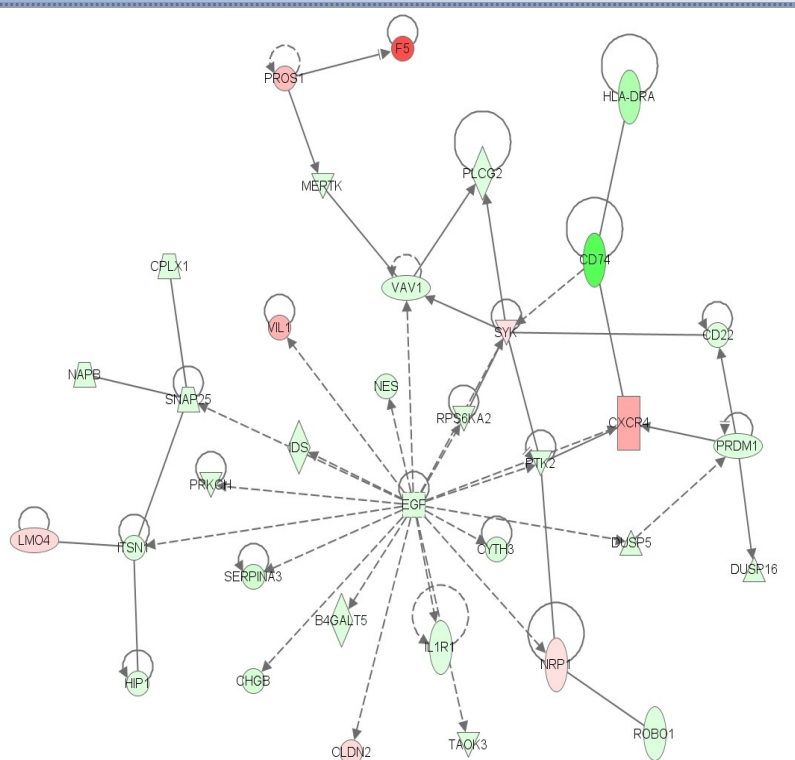 F5
PROS1
HLA-DRA
PLCG2
MERTK
CD74
CPLX1
VAV1
VIL1
SYK
CD22
NAPB
NES
SNAP25
RPS6KA2
CXCR4
IDS
PRDM1
PTK2
PRKCH
EGF
LMO4
ITSN1
CYTH3
DUSP5
SERPINA3
DUSP16
B4GALT5
IL1R1
NRP1
HIP1
CHGB
ROBO1
CLDN2
TAOK3